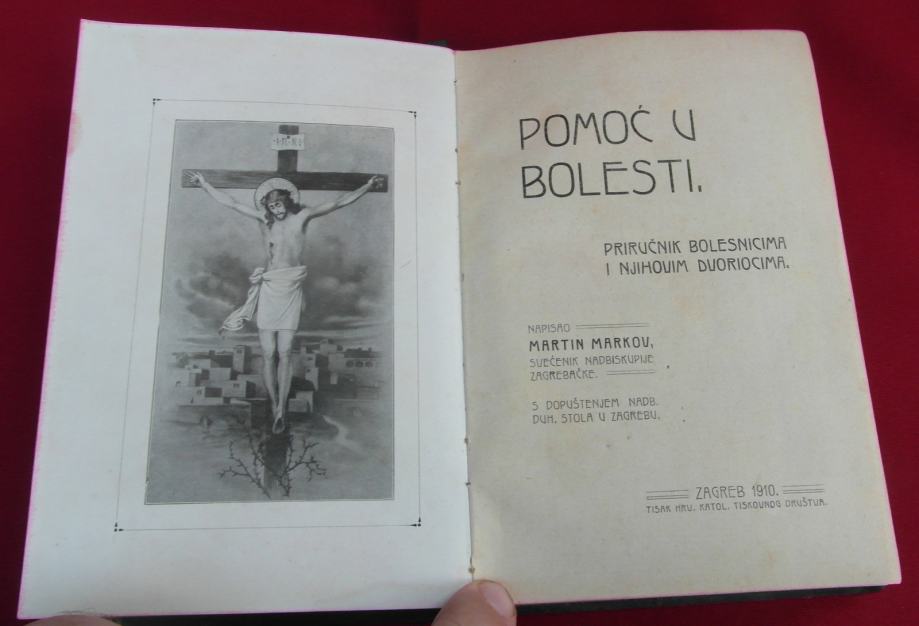 I·N·R·I
POMOĆ U
BOLESTI.
PRIRUČNIK BOLESNICIMA
I NJIHOVIM DVORIOCIMA.
NAPISAO
MARTIN MARKOV,
SVEĆENIK NADBISKUPIJE
ZAGREBAČKE.
S DOPUŠTENJEM NADB.
DUH. STOLA U ZAGREBU.
ZAGREB 1910.
TISAK HRV. KATOL. TISKOVNOG DRUŠTVA.